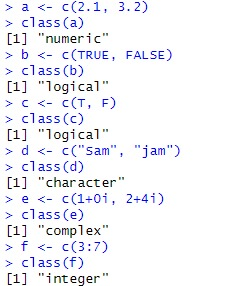 > a <- c(2.1, 3.2)
> class(a)
[1] "numeric"
> b <- c(TRUE, FALSE)
> class(b)
[1] "logical"
> c <- c(T, F)
> class(c)
[1] "logical"
> d <- c("Sam", "jam")
> class(d)
[1] "character"
> e <- c(1+0i, 2+4i)
> class(e)
[1] "complex"
> f <- c(3:7)
> class(f)
[1] "integer"